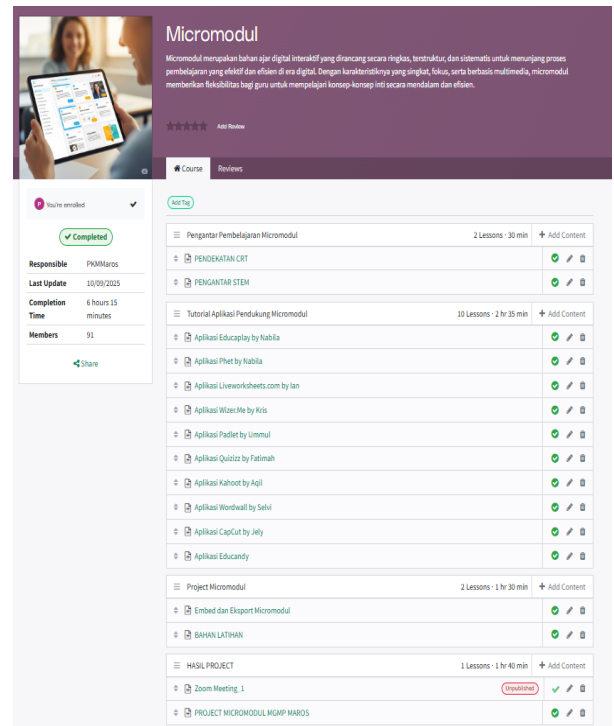 Micromodul
Micromodul merupakan bahan ajar digital interaktif yang dirancang secara ringkas, terstruktur, dan sistematis untuk menunjang proses
pembelajaran yang efektif dan efisien di era digital. Dengan karakteristiknya yang singkat, fokus, serta berbasis multimedia, micromodul
memberikan fleksibilitas bagi guru untuk mempelajari konsep-konsep inti secara mendalam dan efisien.
Add Review
Course Reviews
P You're enrolled
Completed
Responsible PKMMaros
Last Update 10/09/2025
Completion Time 6 hours 15 minutes
Members 91
Share
Add Tag
Pengantar Pembelajaran Micromodul 2 Lessons · 30 min + Add Content
PENDEKATAN CRT
PENGANTAR STEM
Tutorial Aplikasi Pendukung Micromodul 10 Lessons · 2 hr 35 min + Add Content
Aplikasi Educaplay by Nabila
Aplikasi Phet by Nabila
Aplikasi Liveworksheets.com by Ian
Aplikasi Wizer.Me by Kris
Aplikasi Padlet by Ummul
Aplikasi Quizizz by Fatimah
Aplikasi Kahoot by Aqil
Aplikasi Wordwall by Selvi
Aplikasi CapCut by Jely
Aplikasi Educandy
Project Micromodul 2 Lessons · 1 hr 30 min + Add Content
Embed dan Eksport Micromodul
BAHAN LATIHAN
HASIL PROJECT 1 Lessons · 1 hr 40 min + Add Content
Zoom Meeting_1 Unpublished
PROJECT MICROMODUL MGMP MAROS